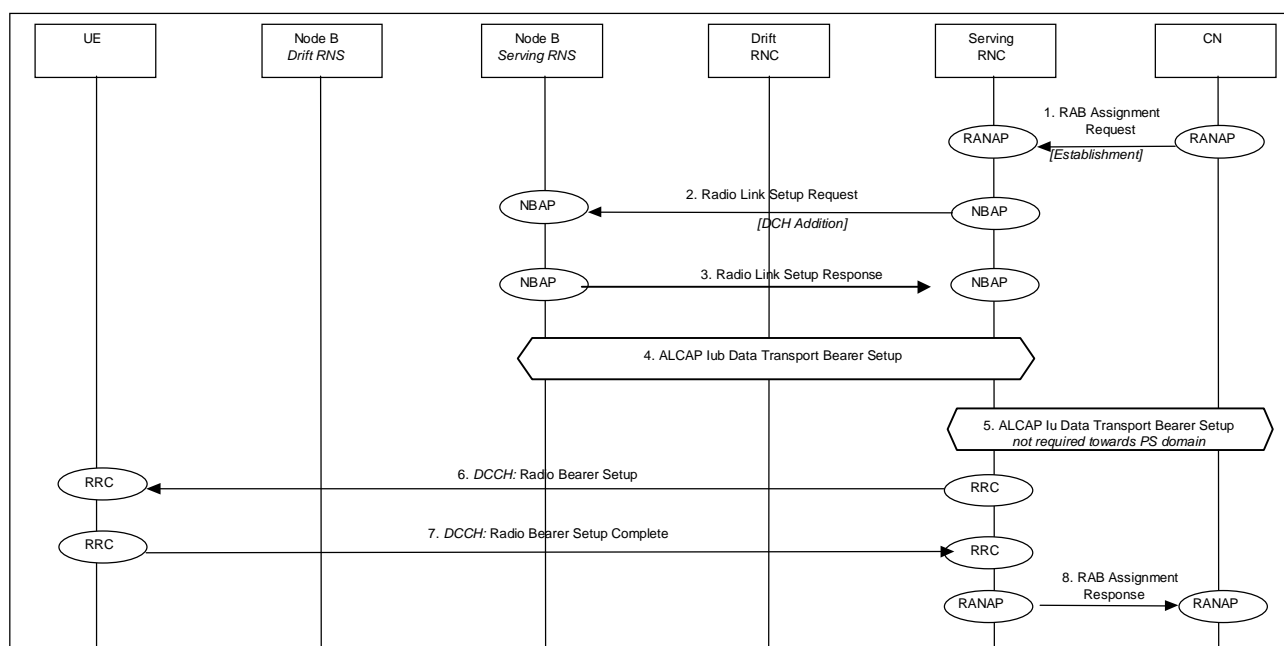 UE
Node B
Drift RNS
Node B
Serving RNS
Drift
RNC
Serving
RNC
CN
1. RAB Assignment
Request
RANAP
RANAP
[Establishment]
2. Radio Link Setup Request
NBAP
NBAP
[DCH Addition]
3. Radio Link Setup Response
NBAP
NBAP
4. ALCAP Iub Data Transport Bearer Setup
5. ALCAP Iu Data Transport Bearer Setup
not required towards PS domain
6. DCCH: Radio Bearer Setup
RRC
RRC
7. DCCH: Radio Bearer Setup Complete
RRC
RRC
8. RAB Assignment
Response
RANAP
RANAP